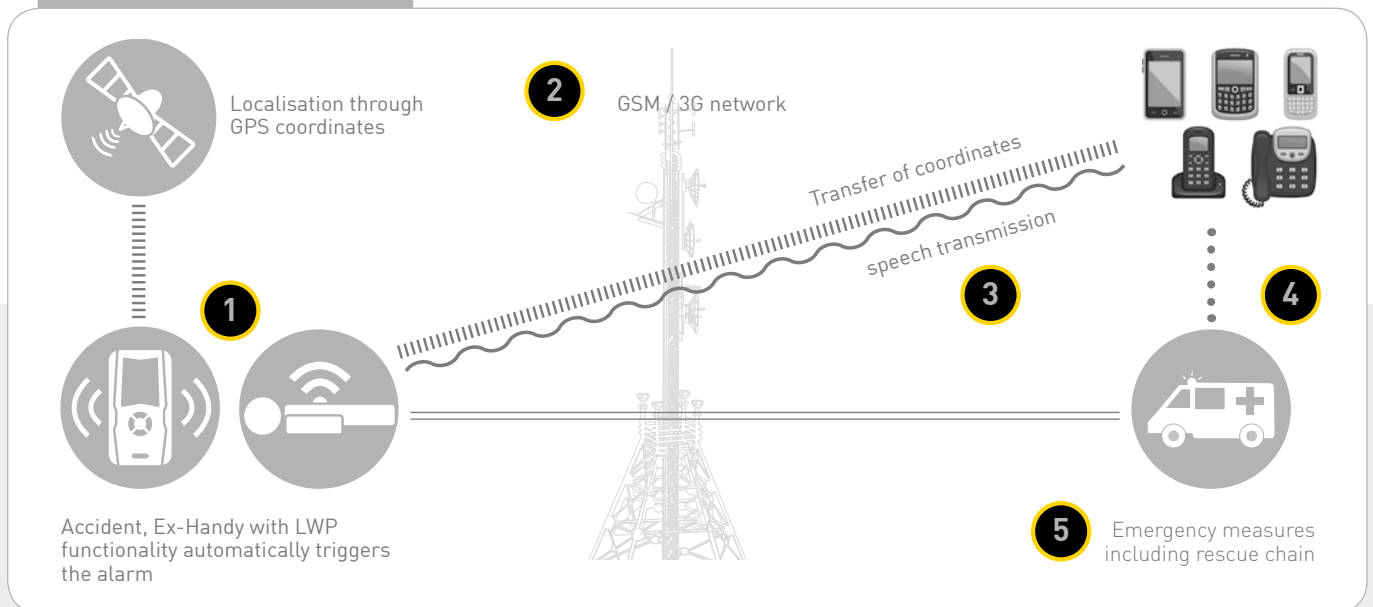 Localisation through
GPS coordinates
2
GSM / 3G network
Transfer of coordinates
speech transmission
1
3
4
Accident, Ex-Handy with LWP
functionality automatically triggers
the alarm
5
Emergency measures
including rescue chain